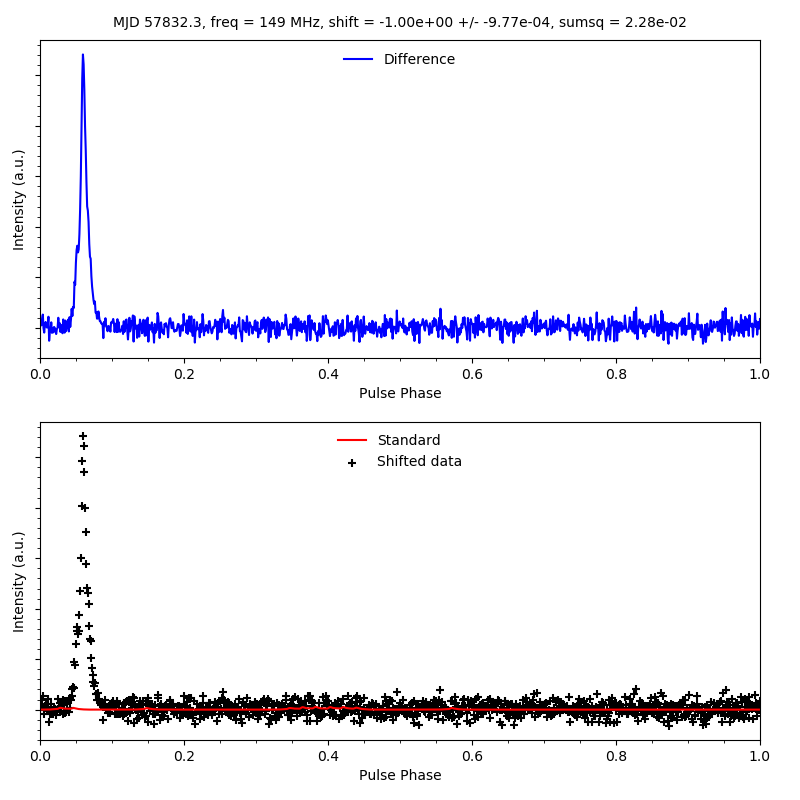 MJD 57832.3, freq = 149 MHz, shift = -1.00e+00 +/- -9.77e-04, sumsq = 2.28e-02
Difference
Intensity (a.u.)
0.0 0.2 0.4 0.6 0.8 1.0
Pulse Phase
Standard
Shifted data
Intensity (a.u.)
0.0 0.2 0.4 0.6 0.8 1.0
Pulse Phase